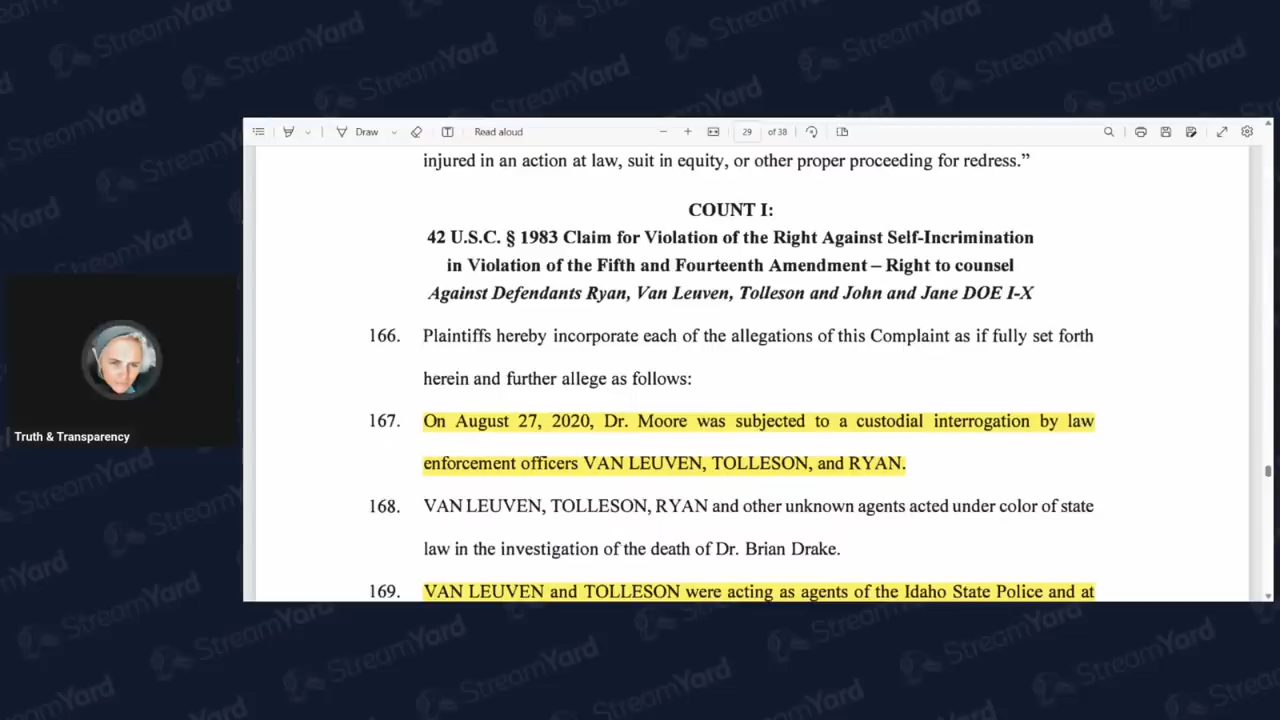 StreamYard
Draw
Read aloud
29
of 38
injured in an action at law, suit in equity, or other proper proceeding for redress.”
COUNT I:
42 U.S.C. § 1983 Claim for Violation of the Right Against Self-Incrimination
in Violation of the Fifth and Fourteenth Amendment – Right to counsel
Against Defendants Ryan, Van Leuven, Tolleson and John and Jane DOE I-X
166. Plaintiffs hereby incorporate each of the allegations of this Complaint as if fully set forth
herein and further allege as follows:
167. On August 27, 2020, Dr. Moore was subjected to a custodial interrogation by law
enforcement officers VAN LEUVEN, TOLLESON, and RYAN.
168. VAN LEUVEN, TOLLESON, RYAN and other unknown agents acted under color of state
law in the investigation of the death of Dr. Brian Drake.
169. VAN LEUVEN and TOLLESON were acting as agents of the Idaho State Police and at
Truth & Transparency